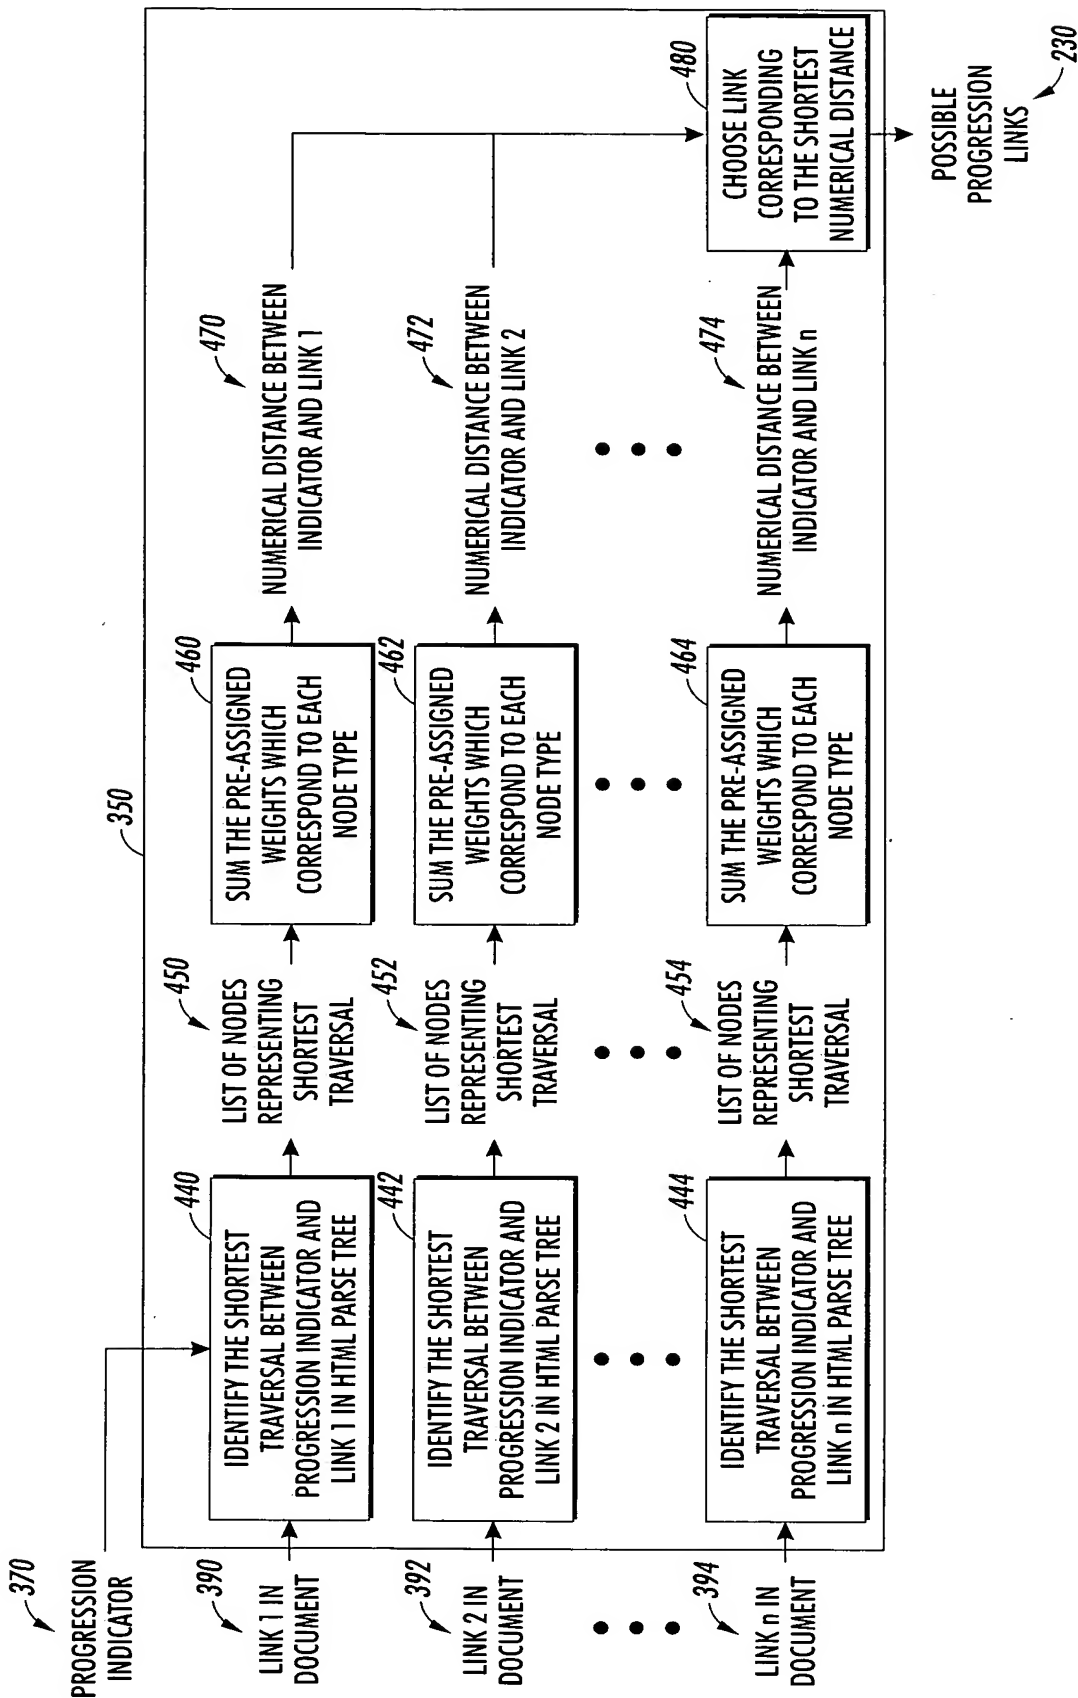 350
370
PROGRESSION
INDICATOR
390
LINK 1 IN
DOCUMENT
440
IDENTIFY THE SHORTEST
TRAVERSAL BETWEEN
PROGRESSION INDICATOR AND
LINK 1 IN HTML PARSE TREE
450
LIST OF NODES
REPRESENTING
SHORTEST
TRAVERSAL
460
SUM THE PRE-ASSIGNED
WEIGHTS WHICH
CORRESPOND TO EACH
NODE TYPE
470
NUMERICAL DISTANCE BETWEEN
INDICATOR AND LINK 1
392
LINK 2 IN
DOCUMENT
442
IDENTIFY THE SHORTEST
TRAVERSAL BETWEEN
PROGRESSION INDICATOR AND
LINK 2 IN HTML PARSE TREE
452
LIST OF NODES
REPRESENTING
SHORTEST
TRAVERSAL
462
SUM THE PRE-ASSIGNED
WEIGHTS WHICH
CORRESPOND TO EACH
NODE TYPE
472
NUMERICAL DISTANCE BETWEEN
INDICATOR AND LINK 2
394
LINK n IN
DOCUMENT
444
IDENTIFY THE SHORTEST
TRAVERSAL BETWEEN
PROGRESSION INDICATOR AND
LINK n IN HTML PARSE TREE
454
LIST OF NODES
REPRESENTING
SHORTEST
TRAVERSAL
464
SUM THE PRE-ASSIGNED
WEIGHTS WHICH
CORRESPOND TO EACH
NODE TYPE
474
NUMERICAL DISTANCE BETWEEN
INDICATOR AND LINK n
480
CHOOSE LINK
CORRESPONDING
TO THE SHORTEST
NUMERICAL DISTANCE
POSSIBLE
PROGRESSION
LINKS
230